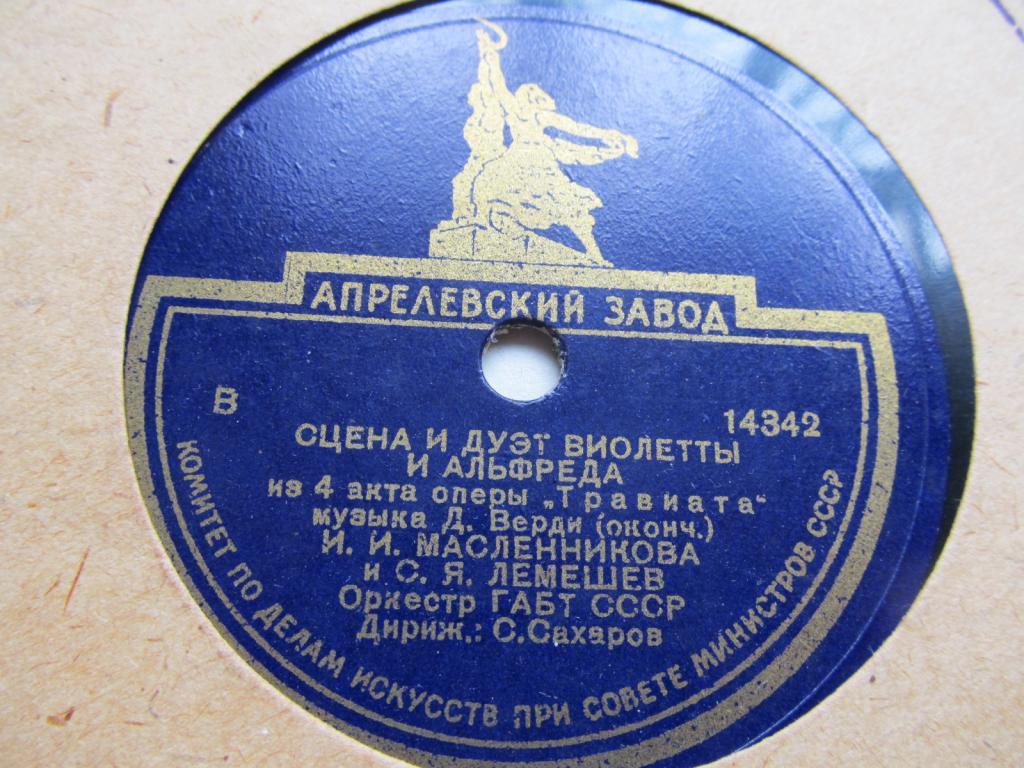 АПРЕЛЕВСКИЙ ЗАВОД
В 14342
СЦЕНА И ДУЭТ ВИОЛЕТТЫ
И АЛЬФРЕДА
из 4 акта оперы „Травиата“
музыка Д. Верди (оконч.)
И. И. МАСЛЕННИКОВА
и С. Я. ЛЕМЕШЕВ
Оркестр ГАБТ СССР
Дириж.: С.Сахаров
КОМИТЕТ ПО ДЕЛАМ ИСКУССТВ ПРИ СОВЕТЕ МИНИСТРОВ СССР